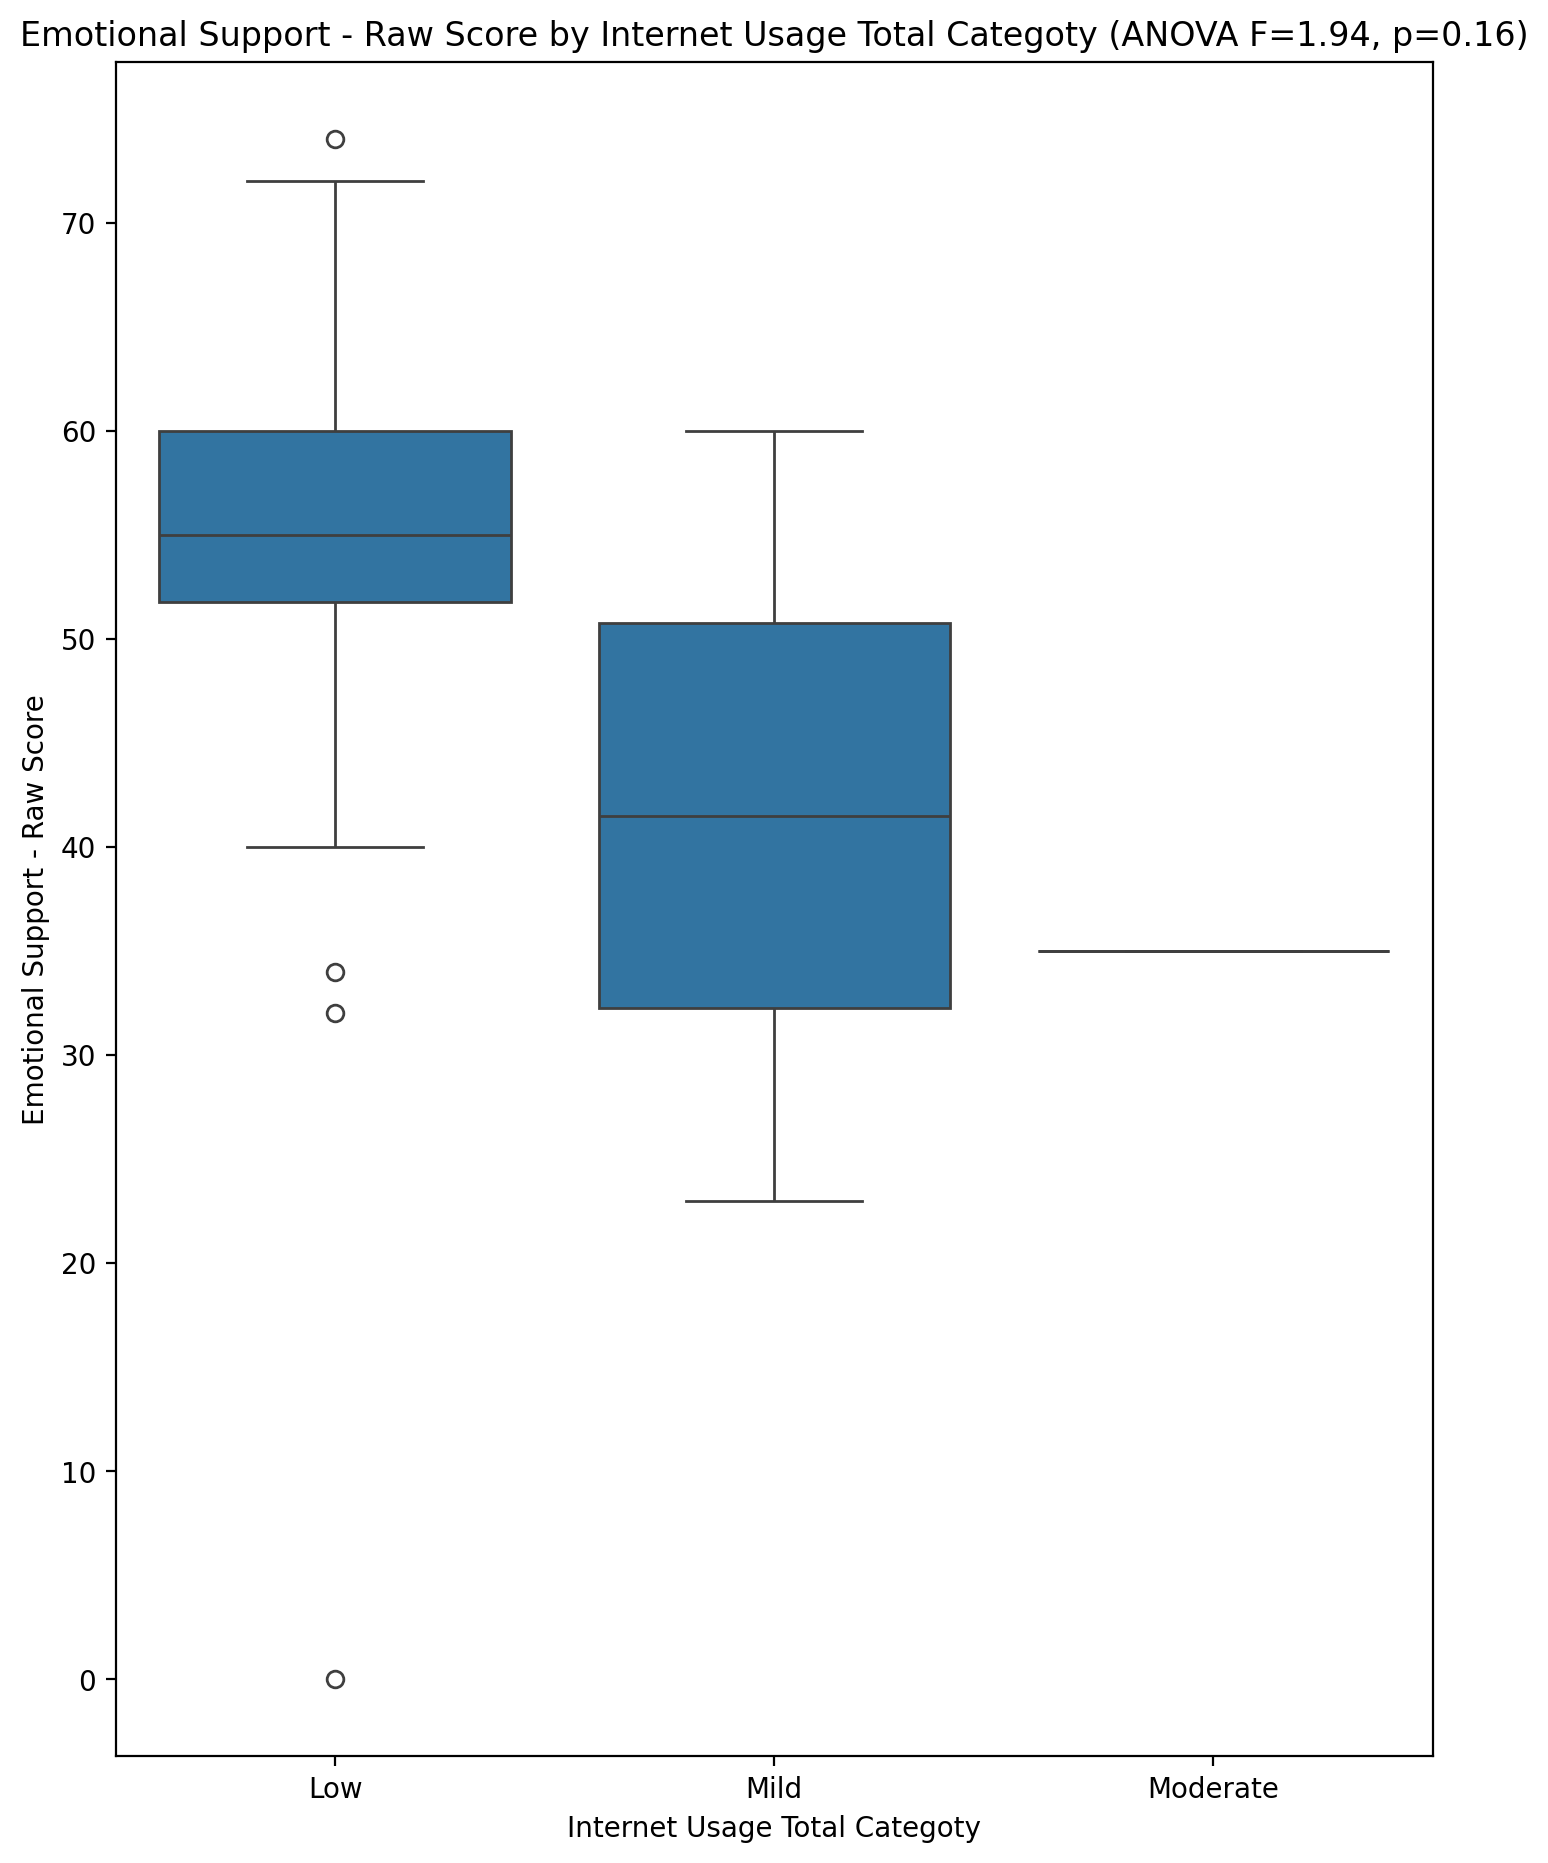 Emotional Support - Raw Score by Internet Usage Total Categoty (ANOVA F=1.94, p=0.16)
Emotional Support - Raw Score
70
60
50
40
30
20
10
0
Low Mild Moderate
Internet Usage Total Categoty